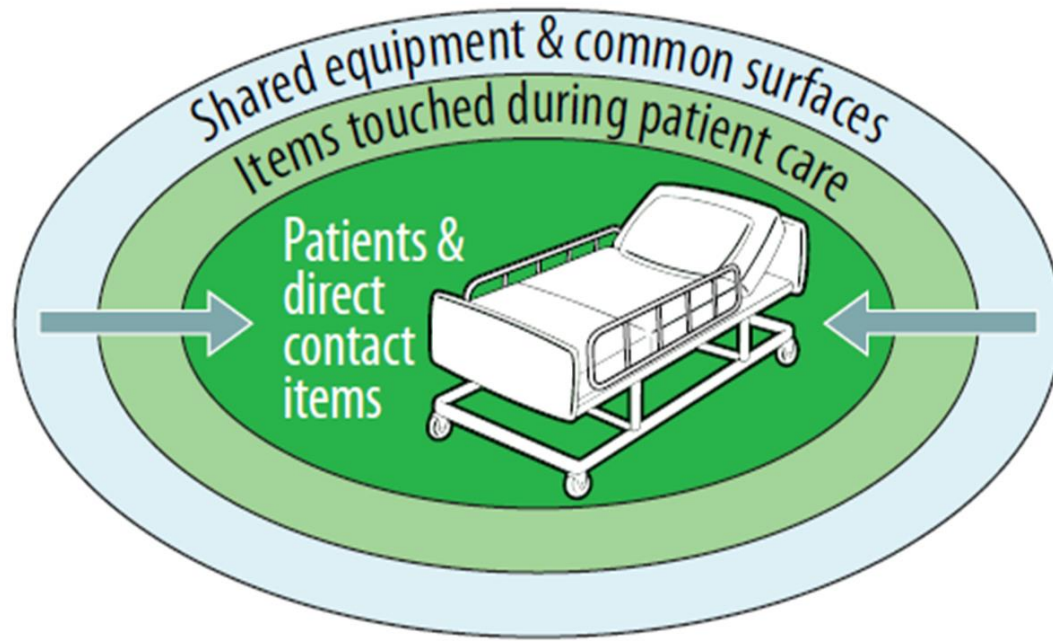 Shared equipment & common surfaces
Items touched during patient care
Patients &
direct
contact
items